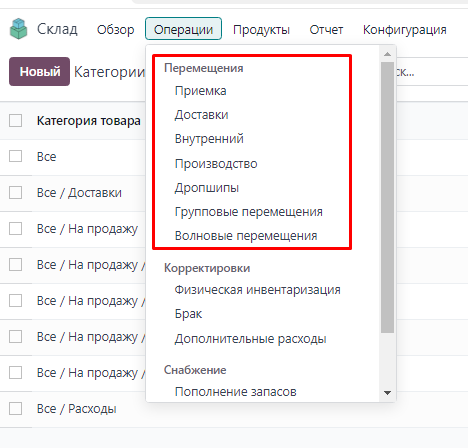 Склад Обзор Операции Продукты Отчет Конфигурация
Новый Категории ск...
Перемещения
Приемка
Доставки
Внутренний
Производство
Дропшипы
Групповые перемещения
Волновые перемещения
Корректировки
Физическая инвентаризация
Брак
Дополнительные расходы
Снабжение
Пополнение запасов
Категория товара
Все
Все / Доставки
Все / На продажу
Все / На продажу /
Все / На продажу /
Все / На продажу /
Все / На продажу /
Все / Расходы